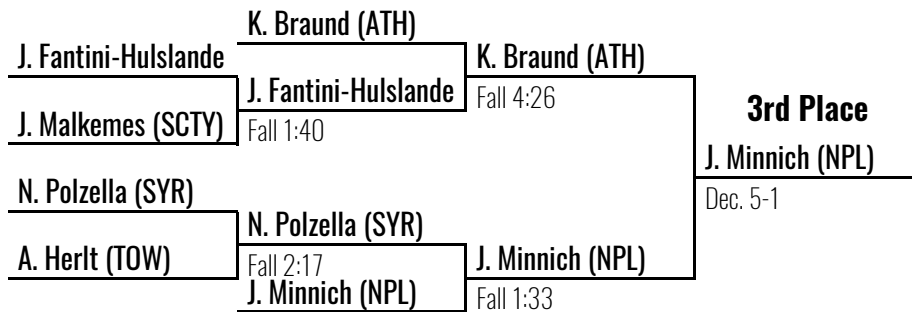 K. Braund (ATH)
J. Fantini-Hulslande
K. Braund (ATH)
J. Fantini-Hulslande
Fall 4:26
3rd Place
J. Malkemes (SCTY)
Fall 1:40
J. Minnich (NPL)
N. Polzella (SYR)
Dec. 5-1
N. Polzella (SYR)
A. Herlt (TOW)
Fall 2:17
J. Minnich (NPL)
J. Minnich (NPL)
Fall 1:33